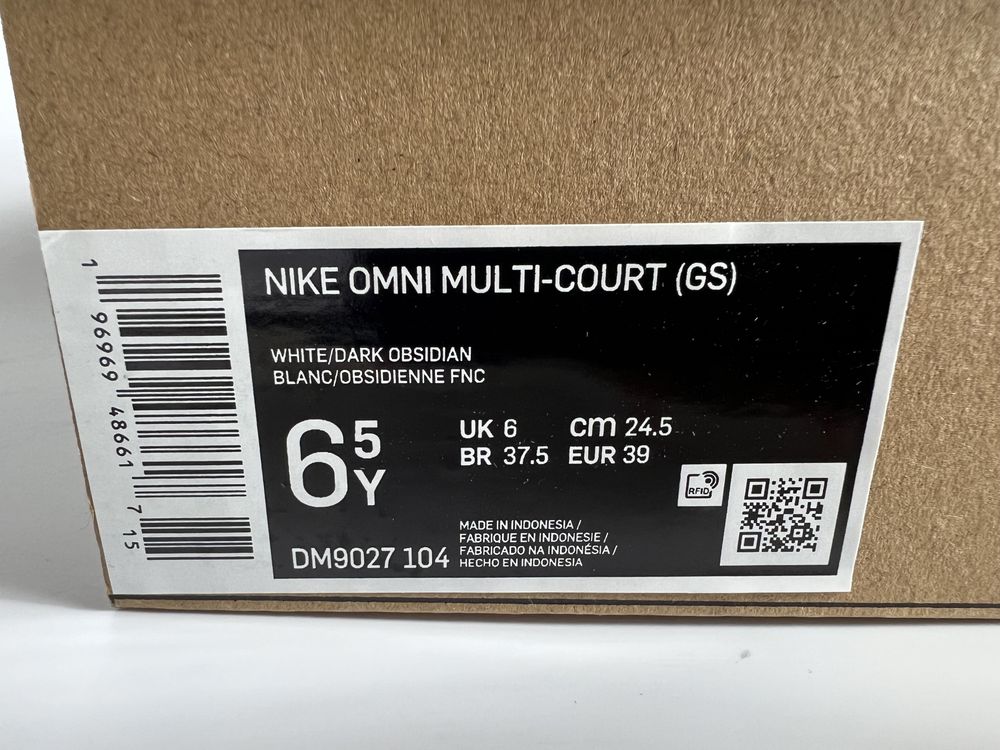 NIKE OMNI MULTI-COURT (GS)
WHITE/DARK OBSIDIAN
BLANC/OBSIDIENNE FNC
6 5 Y
UK 6 cm 24.5
BR 37.5 EUR 39
RFID
MADE IN INDONESIA /
FABRIQUE EN INDONESIE /
FABRICADO NA INDONÉSIA /
HECHO EN INDONESIA
DM9027 104
1 96969 48661 7 15